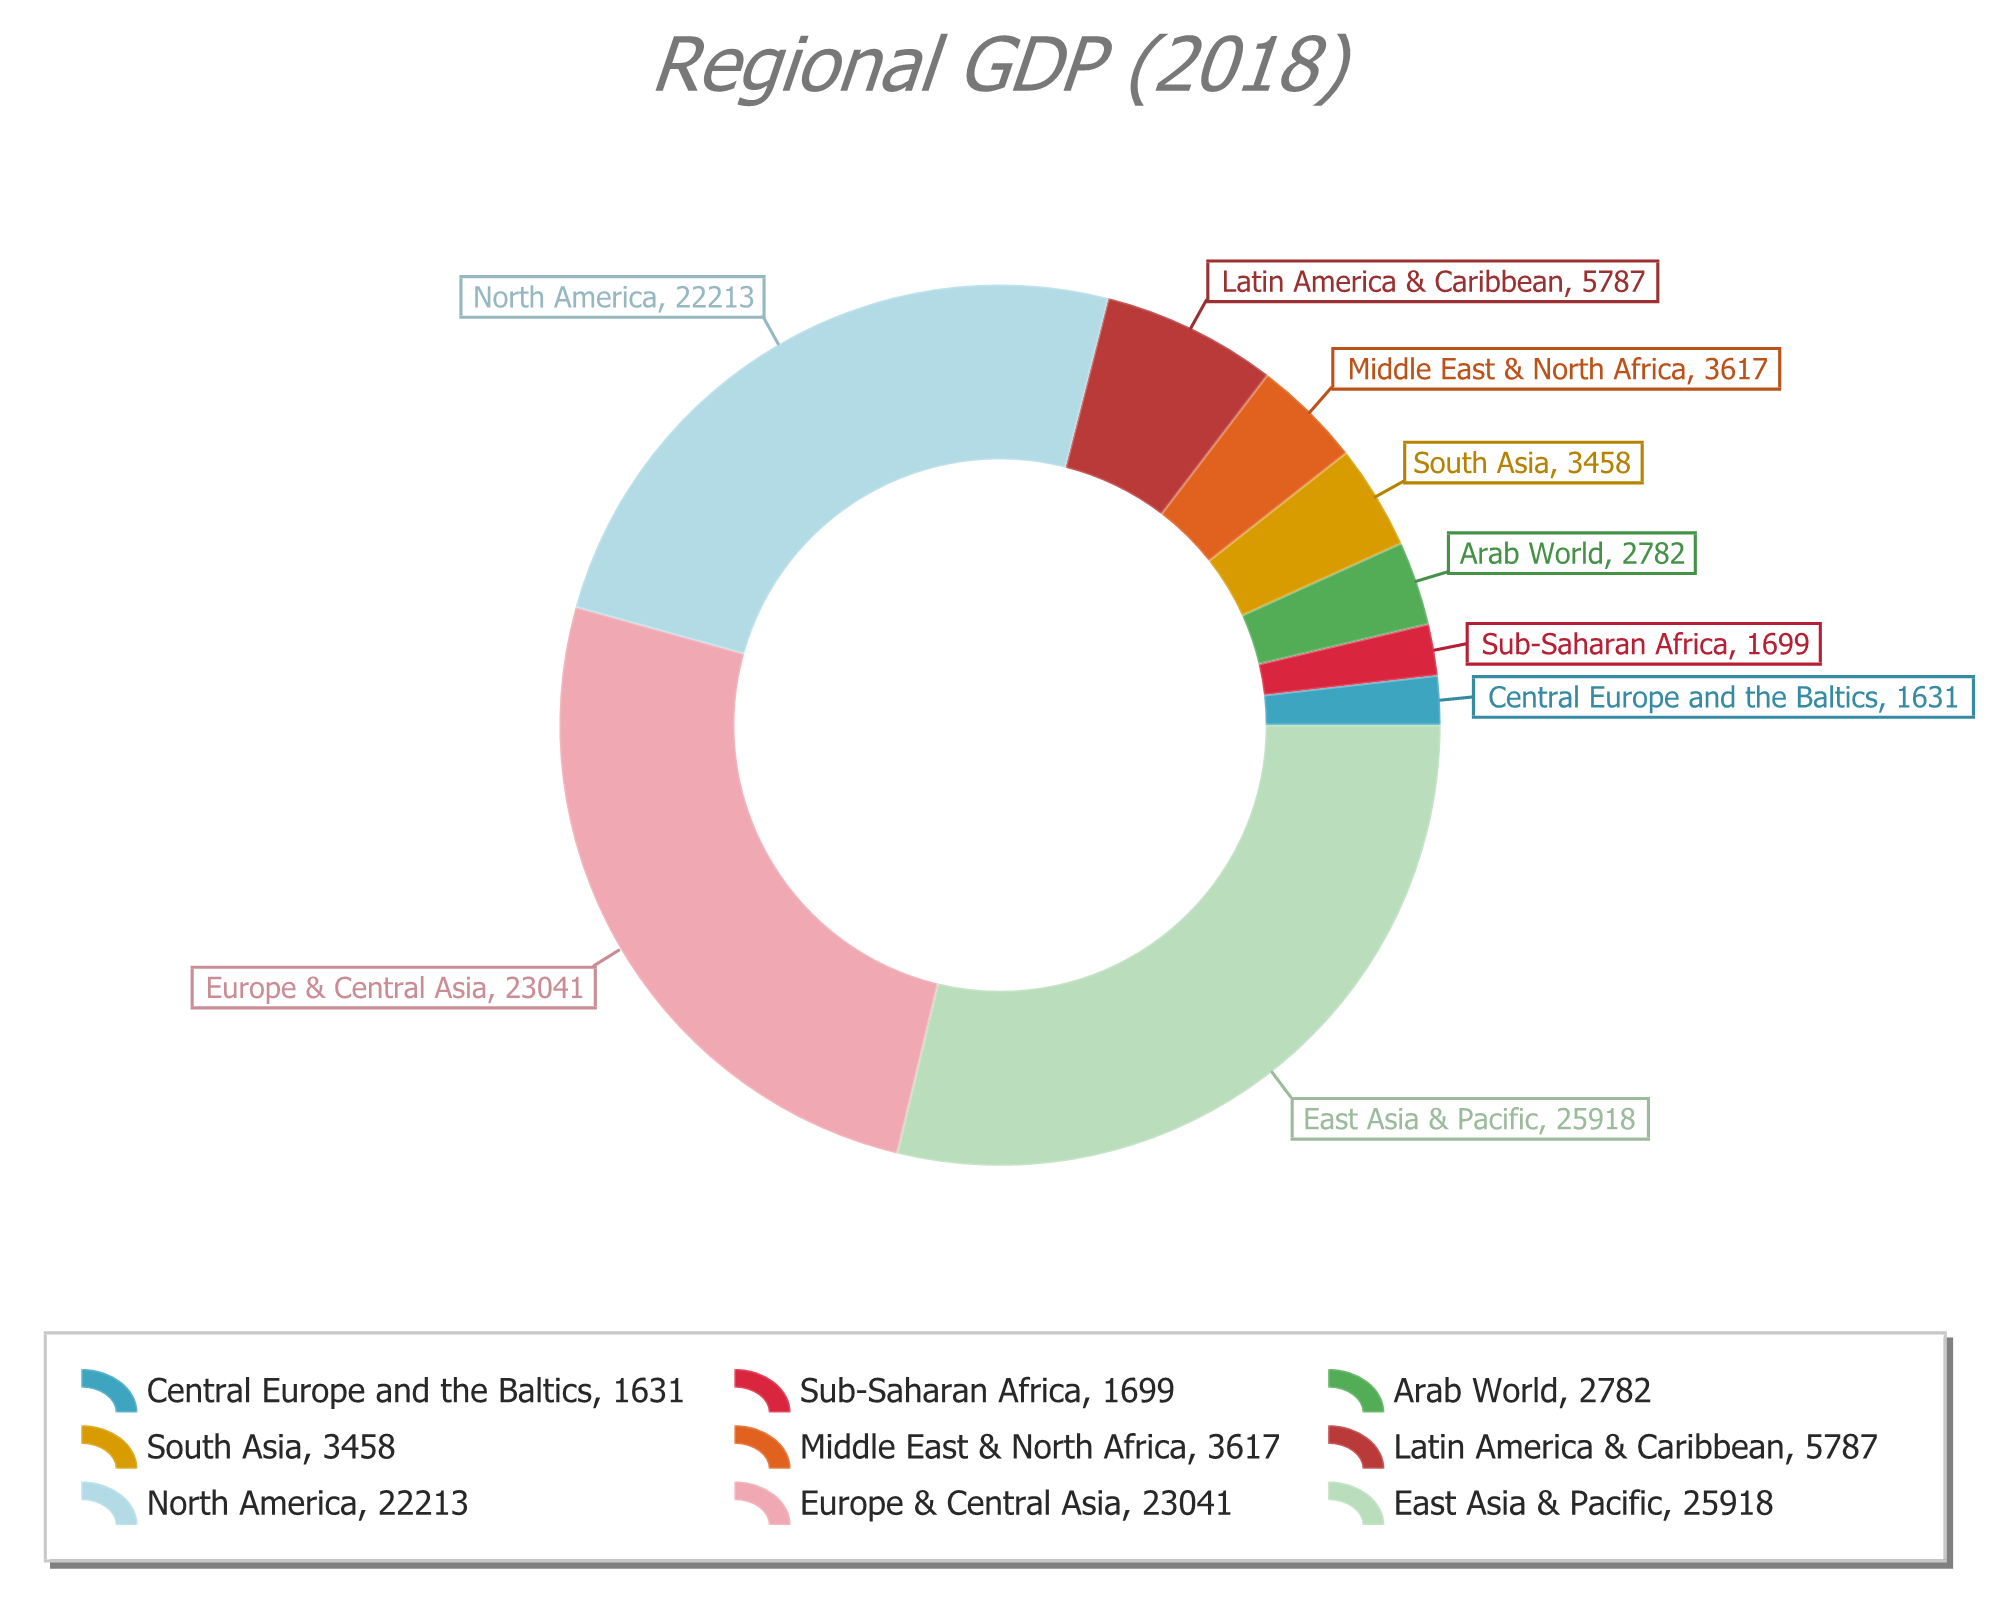 Regional GDP (2018)
Latin America & Caribbean, 5787
North America, 22213
Middle East & North Africa, 3617
South Asia, 3458
Arab World, 2782
Sub-Saharan Africa, 1699
Central Europe and the Baltics, 1631
Europe & Central Asia, 23041
East Asia & Pacific, 25918
Central Europe and the Baltics, 1631
Sub-Saharan Africa, 1699
Arab World, 2782
South Asia, 3458
Middle East & North Africa, 3617
Latin America & Caribbean, 5787
North America, 22213
Europe & Central Asia, 23041
East Asia & Pacific, 25918